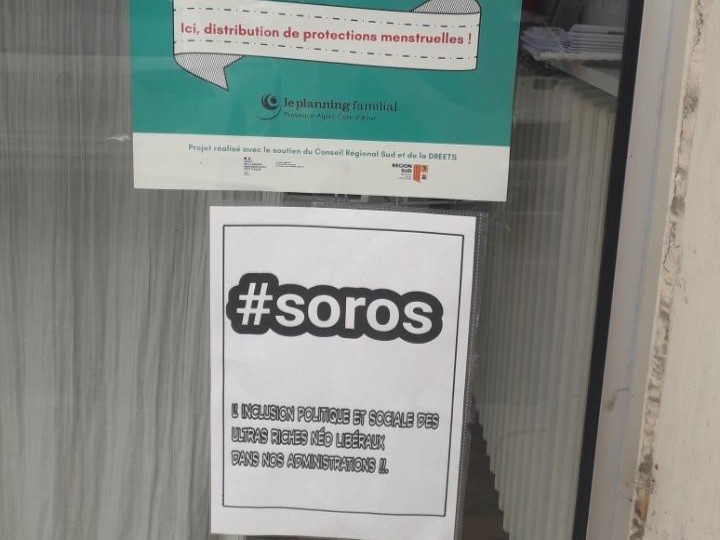 Ici, distribution de protections menstruelles !
le planning familial
Provence Alpes Côte d'Azur
Projet réalisé avec le soutien du Conseil Régional Sud et de la DREETS
RÉGION
SUD
#soros
L' INCLUSION POLITIQUE ET SOCIALE DES
ULTRAS RICHES NÉO LIBÉRAUX
DANS NOS ADMINISTRATIONS !!.